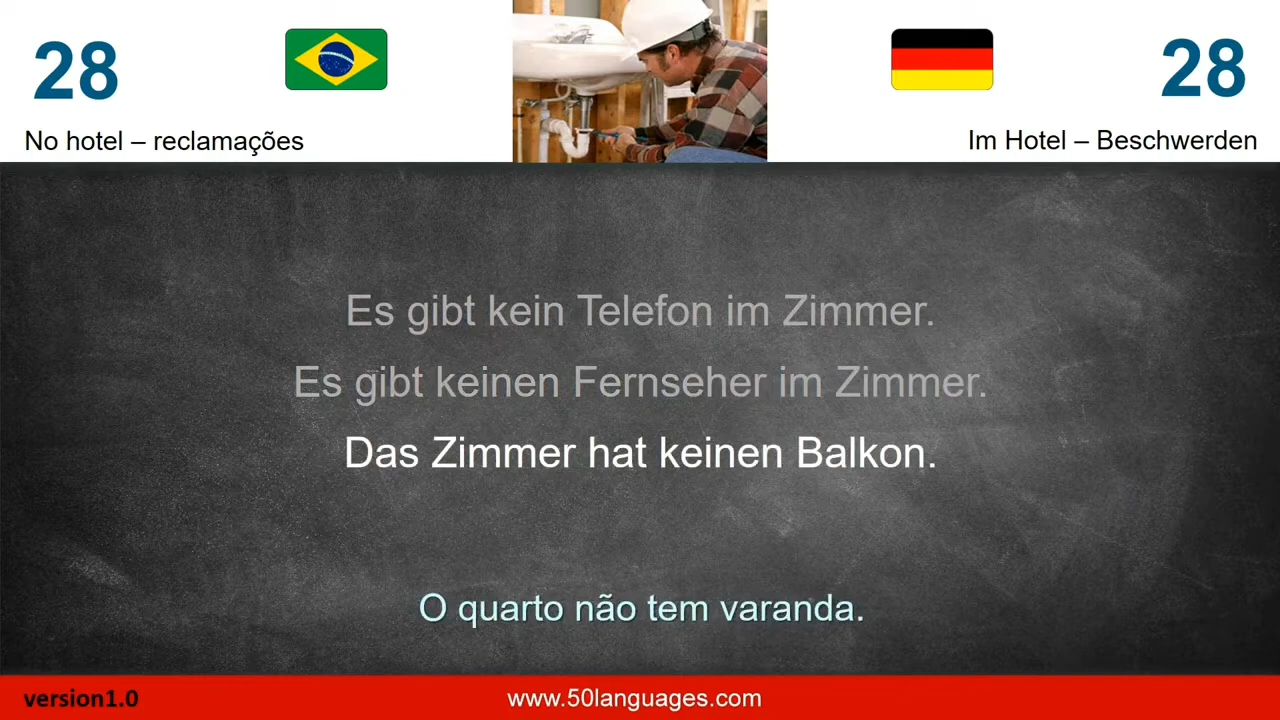 28
28
No hotel – reclamações
Im Hotel – Beschwerden
Es gibt kein Telefon im Zimmer.
Es gibt keinen Fernseher im Zimmer.
Das Zimmer hat keinen Balkon.
O quarto não tem varanda.
version1.0
www.50languages.com